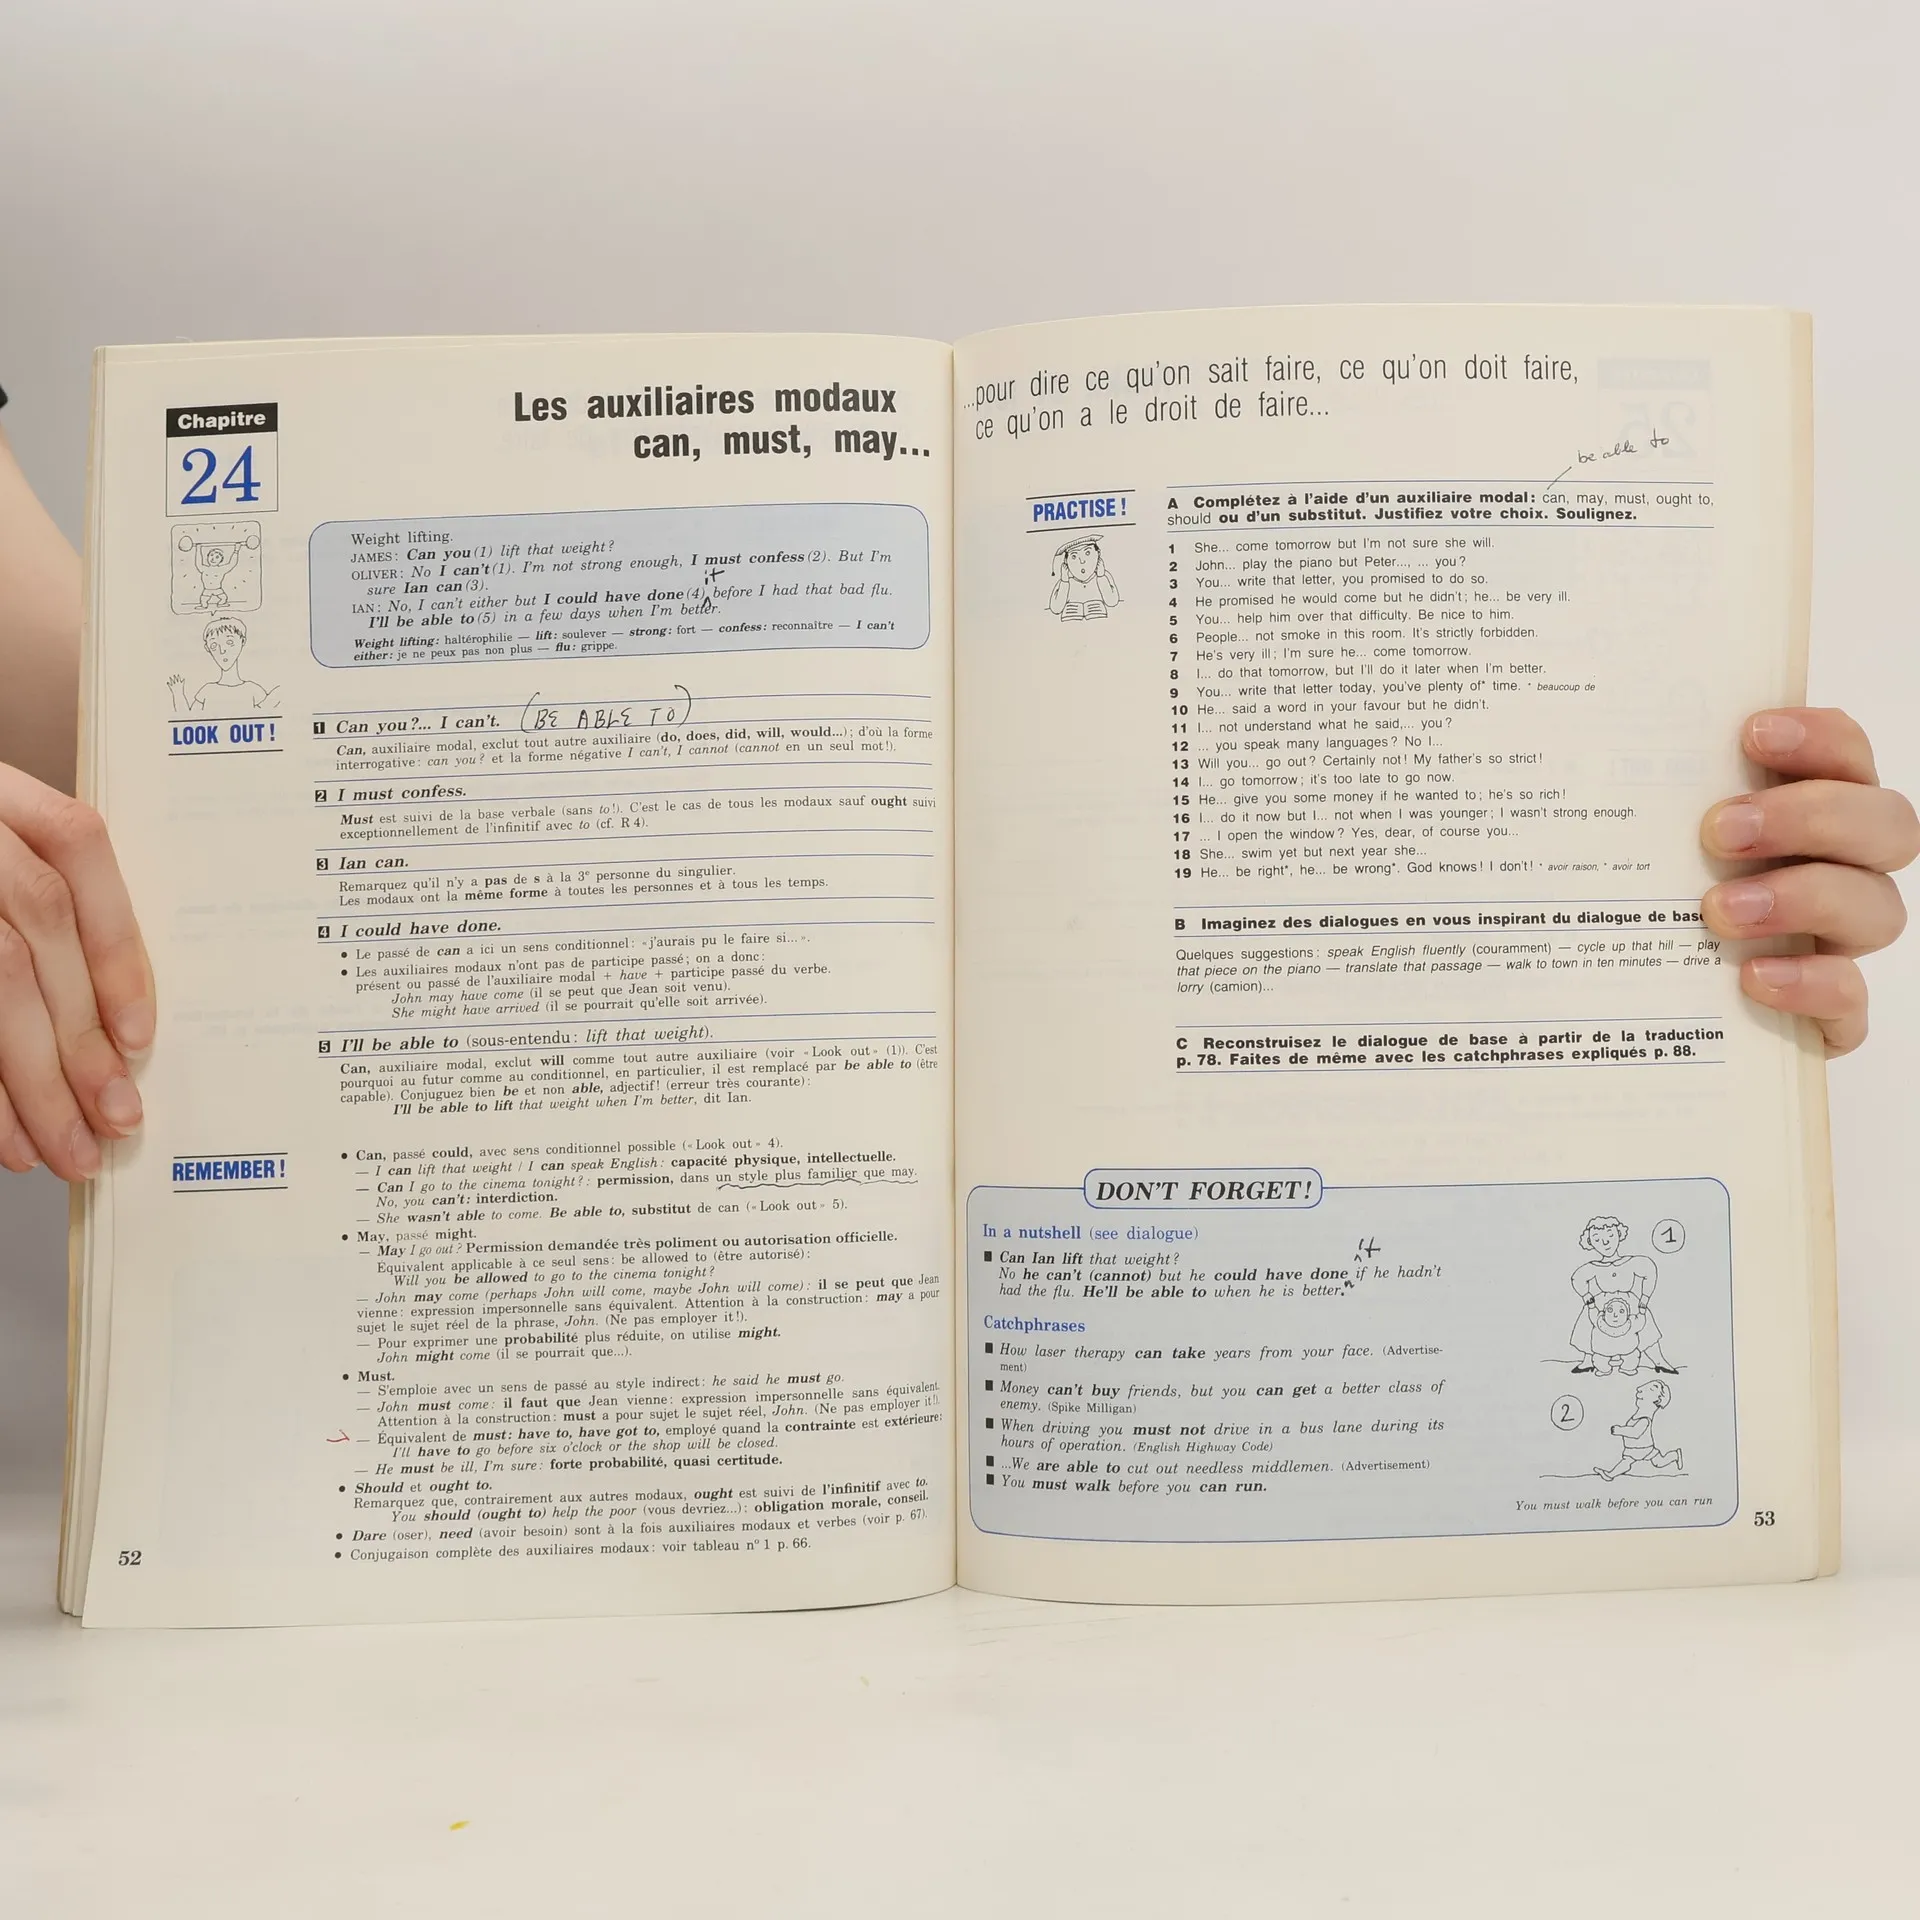 Chapitre
24
Les auxiliaires modaux
can, must, may...
Weight lifting.
JAMES: Can you (1) lift that weight?
OLIVER: No I can't (1). I'm not strong enough, I must confess (2). But I'm
sure Ian can (3).
it
IAN: No, I can't either but I could have done (4) before I had that bad flu.
I'll be able to (5) in a few days when I'm better.
Weight lifting: haltérophilie — lift: soulever — strong: fort — confess: reconnaître — I can't
either: je ne peux pas non plus — flu: grippe.
LOOK OUT!
1 Can you?... I can't. (BE ABLE TO)
Can, auxiliaire modal, exclut tout autre auxiliaire (do, does, did, will, would...); d'où la forme
interrogative: can you? et la forme négative I can't, I cannot (cannot en un seul mot!).
2 I must confess.
Must est suivi de la base verbale (sans to!). C'est le cas de tous les modaux sauf ought suivi
exceptionnellement de l'infinitif avec to (cf. R 4).
3 Ian can.
Remarquez qu'il n'y a pas de s à la 3e personne du singulier.
Les modaux ont la même forme à toutes les personnes et à tous les temps.
4 I could have done.
• Le passé de can a ici un sens conditionnel: «j'aurais pu le faire si...».
• Les auxiliaires modaux n'ont pas de participe passé; on a donc:
présent ou passé de l'auxiliaire modal + have + participe passé du verbe.
John may have come (il se peut que Jean soit venu).
She might have arrived (il se pourrait qu'elle soit arrivée).
5 I'll be able to (sous-entendu: lift that weight).
Can, auxiliaire modal, exclut will comme tout autre auxiliaire (voir «Look out» (1)). C'est
pourquoi au futur comme au conditionnel, en particulier, il est remplacé par be able to (être
capable). Conjuguez bien be et non able, adjectif! (erreur très courante):
I'll be able to lift that weight when I'm better, dit Ian.
REMEMBER!
• Can, passé could, avec sens conditionnel possible («Look out» 4).
— I can lift that weight / I can speak English: capacité physique, intellectuelle.
— Can I go to the cinema tonight?: permission, dans un style plus familier que may.
No, you can't: interdiction.
— She wasn't able to come. Be able to, substitut de can («Look out» 5).
• May, passé might.
— May I go out? Permission demandée très poliment ou autorisation officielle.
Équivalent applicable à ce seul sens: be allowed to (être autorisé):
Will you be allowed to go to the cinema tonight?
— John may come (perhaps John will come, maybe John will come): il se peut que Jean
vienne: expression impersonnelle sans équivalent. Attention à la construction: may a pour
sujet le sujet réel de la phrase, John. (Ne pas employer it!).
— Pour exprimer une probabilité plus réduite, on utilise might.
John might come (il se pourrait que...).
• Must.
— S'emploie avec un sens de passé au style indirect: he said he must go.
— John must come: il faut que Jean vienne: expression impersonnelle sans équivalent.
Attention à la construction: must a pour sujet le sujet réel, John. (Ne pas employer it!).
— Équivalent de must: have to, have got to, employé quand la contrainte est extérieure:
I'll have to go before six o'clock or the shop will be closed.
— He must be ill, I'm sure: forte probabilité, quasi certitude.
• Should et ought to.
Remarquez que, contrairement aux autres modaux, ought est suivi de l'infinitif avec to.
You should (ought to) help the poor (vous devriez...): obligation morale, conseil.
• Dare (oser), need (avoir besoin) sont à la fois auxiliaires modaux et verbes (voir p. 67).
• Conjugaison complète des auxiliaires modaux: voir tableau n° 1 p. 66.
52
...pour dire ce qu'on sait faire, ce qu'on doit faire,
ce qu'on a le droit de faire...
be able to
PRACTISE!
A Complétez à l'aide d'un auxiliaire modal: can, may, must, ought to,
should ou d'un substitut. Justifiez votre choix. Soulignez.
1 She... come tomorrow but I'm not sure she will.
2 John... play the piano but Peter..., ... you?
3 You... write that letter, you promised to do so.
4 He promised he would come but he didn't; he... be very ill.
5 You... help him over that difficulty. Be nice to him.
6 People... not smoke in this room. It's strictly forbidden.
7 He's very ill; I'm sure he... come tomorrow.
8 I... do that tomorrow, but I'll do it later when I'm better.
9 You... write that letter today, you've plenty of* time. * beaucoup de
10 He... said a word in your favour but he didn't.
11 I... not understand what he said,... you?
12 ... you speak many languages? No I...
13 Will you... go out? Certainly not! My father's so strict!
14 I... go tomorrow; it's too late to go now.
15 He... give you some money if he wanted to; he's so rich!
16 I... do it now but I... not when I was younger; I wasn't strong enough.
17 ... I open the window? Yes, dear, of course you...
18 She... swim yet but next year she...
19 He... be right*, he... be wrong*. God knows! I don't! * avoir raison, * avoir tort
B Imaginez des dialogues en vous inspirant du dialogue de base
Quelques suggestions: speak English fluently (couramment) — cycle up that hill — play
that piece on the piano — translate that passage — walk to town in ten minutes — drive a
lorry (camion)...
C Reconstruisez le dialogue de base à partir de la traduction
p. 78. Faites de même avec les catchphrases expliqués p. 88.
DON'T FORGET!
In a nutshell (see dialogue)
■ Can Ian lift that weight?
it
No he can't (cannot) but he could have done if he hadn't
had the flu. He'll be able to when he is better.
Catchphrases
■ How laser therapy can take years from your face. (Advertise-
ment)
■ Money can't buy friends, but you can get a better class of
enemy. (Spike Milligan)
■ When driving you must not drive in a bus lane during its
hours of operation. (English Highway Code)
■ ...We are able to cut out needless middlemen. (Advertisement)
■ You must walk before you can run.
1
2
You must walk before you can run
53